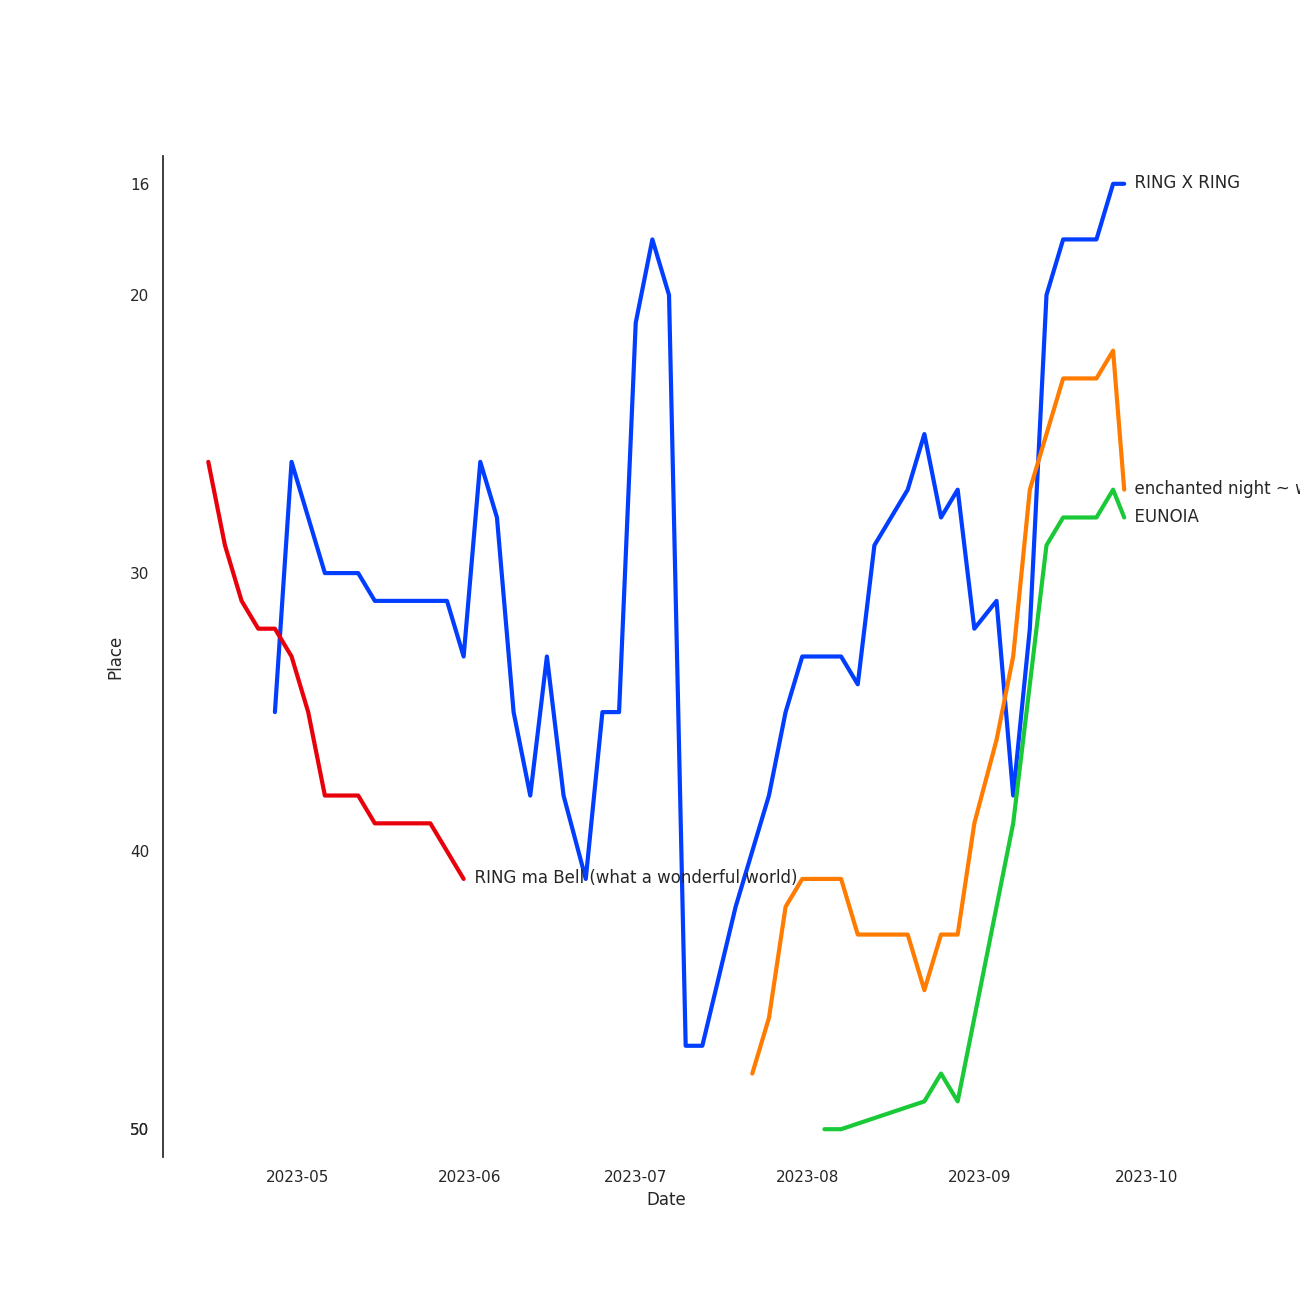 16
RING X RING
20
enchanted night ~
EUNOIA
30
Place
40
RING ma Bell (what a wonderful world)
50
2023-05 2023-06 2023-07 2023-08 2023-09 2023-10
Date